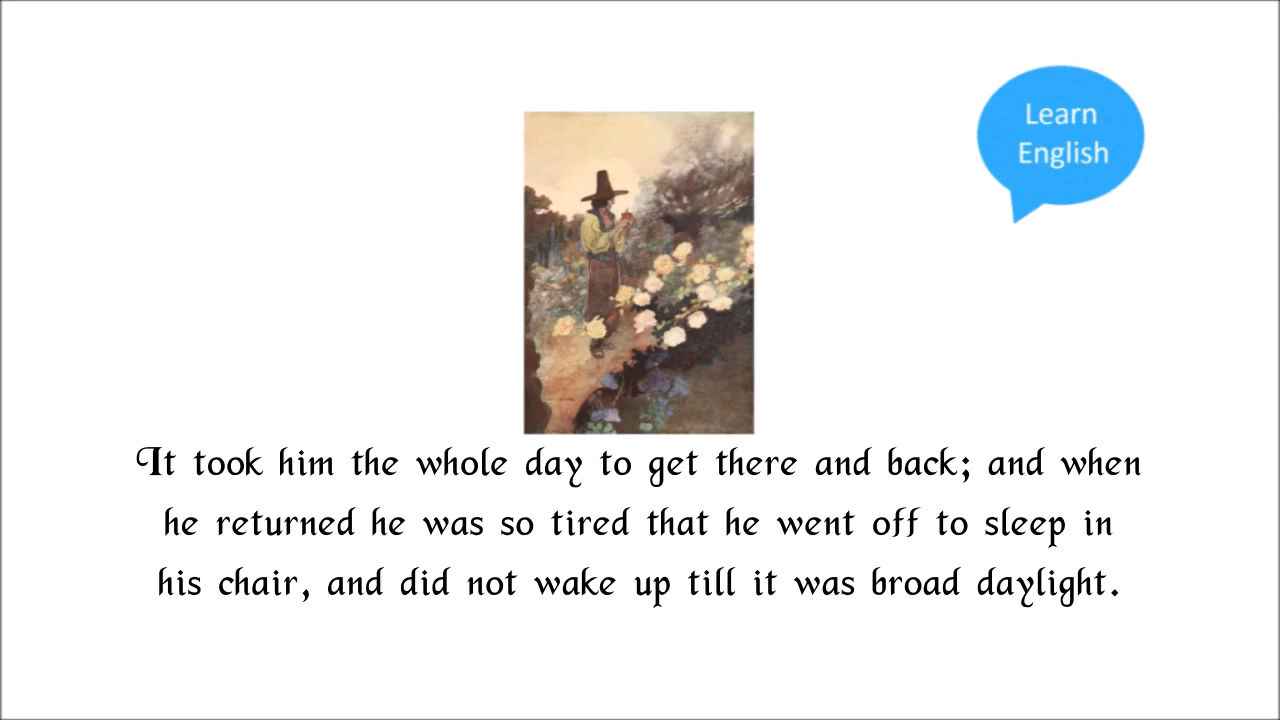 Learn
English
It took him the whole day to get there and back; and when
he returned he was so tired that he went off to sleep in
his chair, and did not wake up till it was broad daylight.